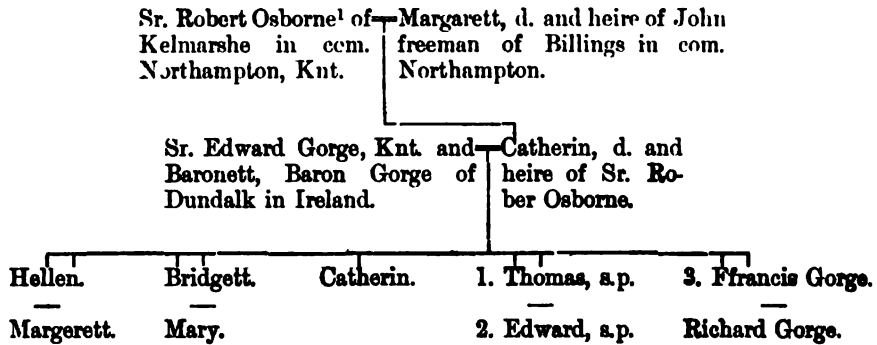 Sr. Robert Osborne¹ of
Kelmarshe in com.
Northampton, Knt.
Margarett, d. and heire of John
freeman of Billings in com.
Northampton.
Sr. Edward Gorge, Knt. and
Baronett, Baron Gorge of
Dundalk in Ireland.
Catherin, d. and
heire of Sr. Ro-
ber Osborne.
Hellen.
Bridgett.
Catherin.
1. Thomas, s.p.
3. Ffrancis Gorge.
Margerett.
Mary.
2. Edward, s.p.
Richard Gorge.